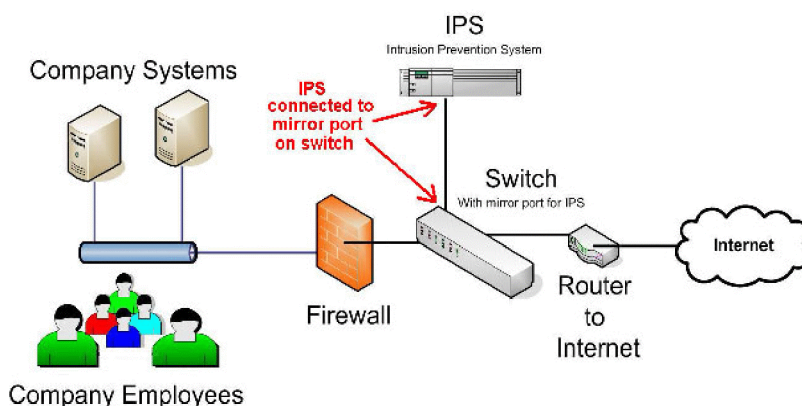 IPS
Intrusion Prevention System
Company Systems
IPS
connected to
mirror port
on switch
Switch
With mirror port for IPS
Internet
Firewall
Router
to
Internet
Company Employees